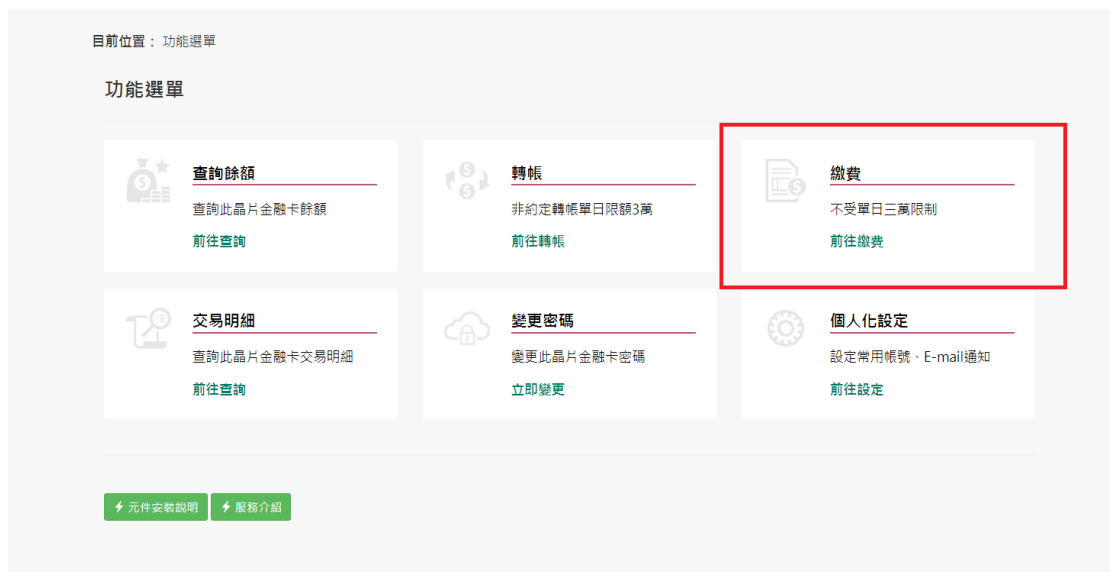 目前位置： 功能選單
功能選單
查詢餘額
查詢此晶片金融卡餘額
前往查詢
轉帳
非約定轉帳單日限額3萬
前往轉帳
繳費
不受單日三萬限制
前往繳費
交易明細
查詢此晶片金融卡交易明細
前往查詢
變更密碼
變更此晶片金融卡密碼
立即變更
個人化設定
設定常用帳號、E-mail通知
前往設定
元件安裝說明
服務介紹